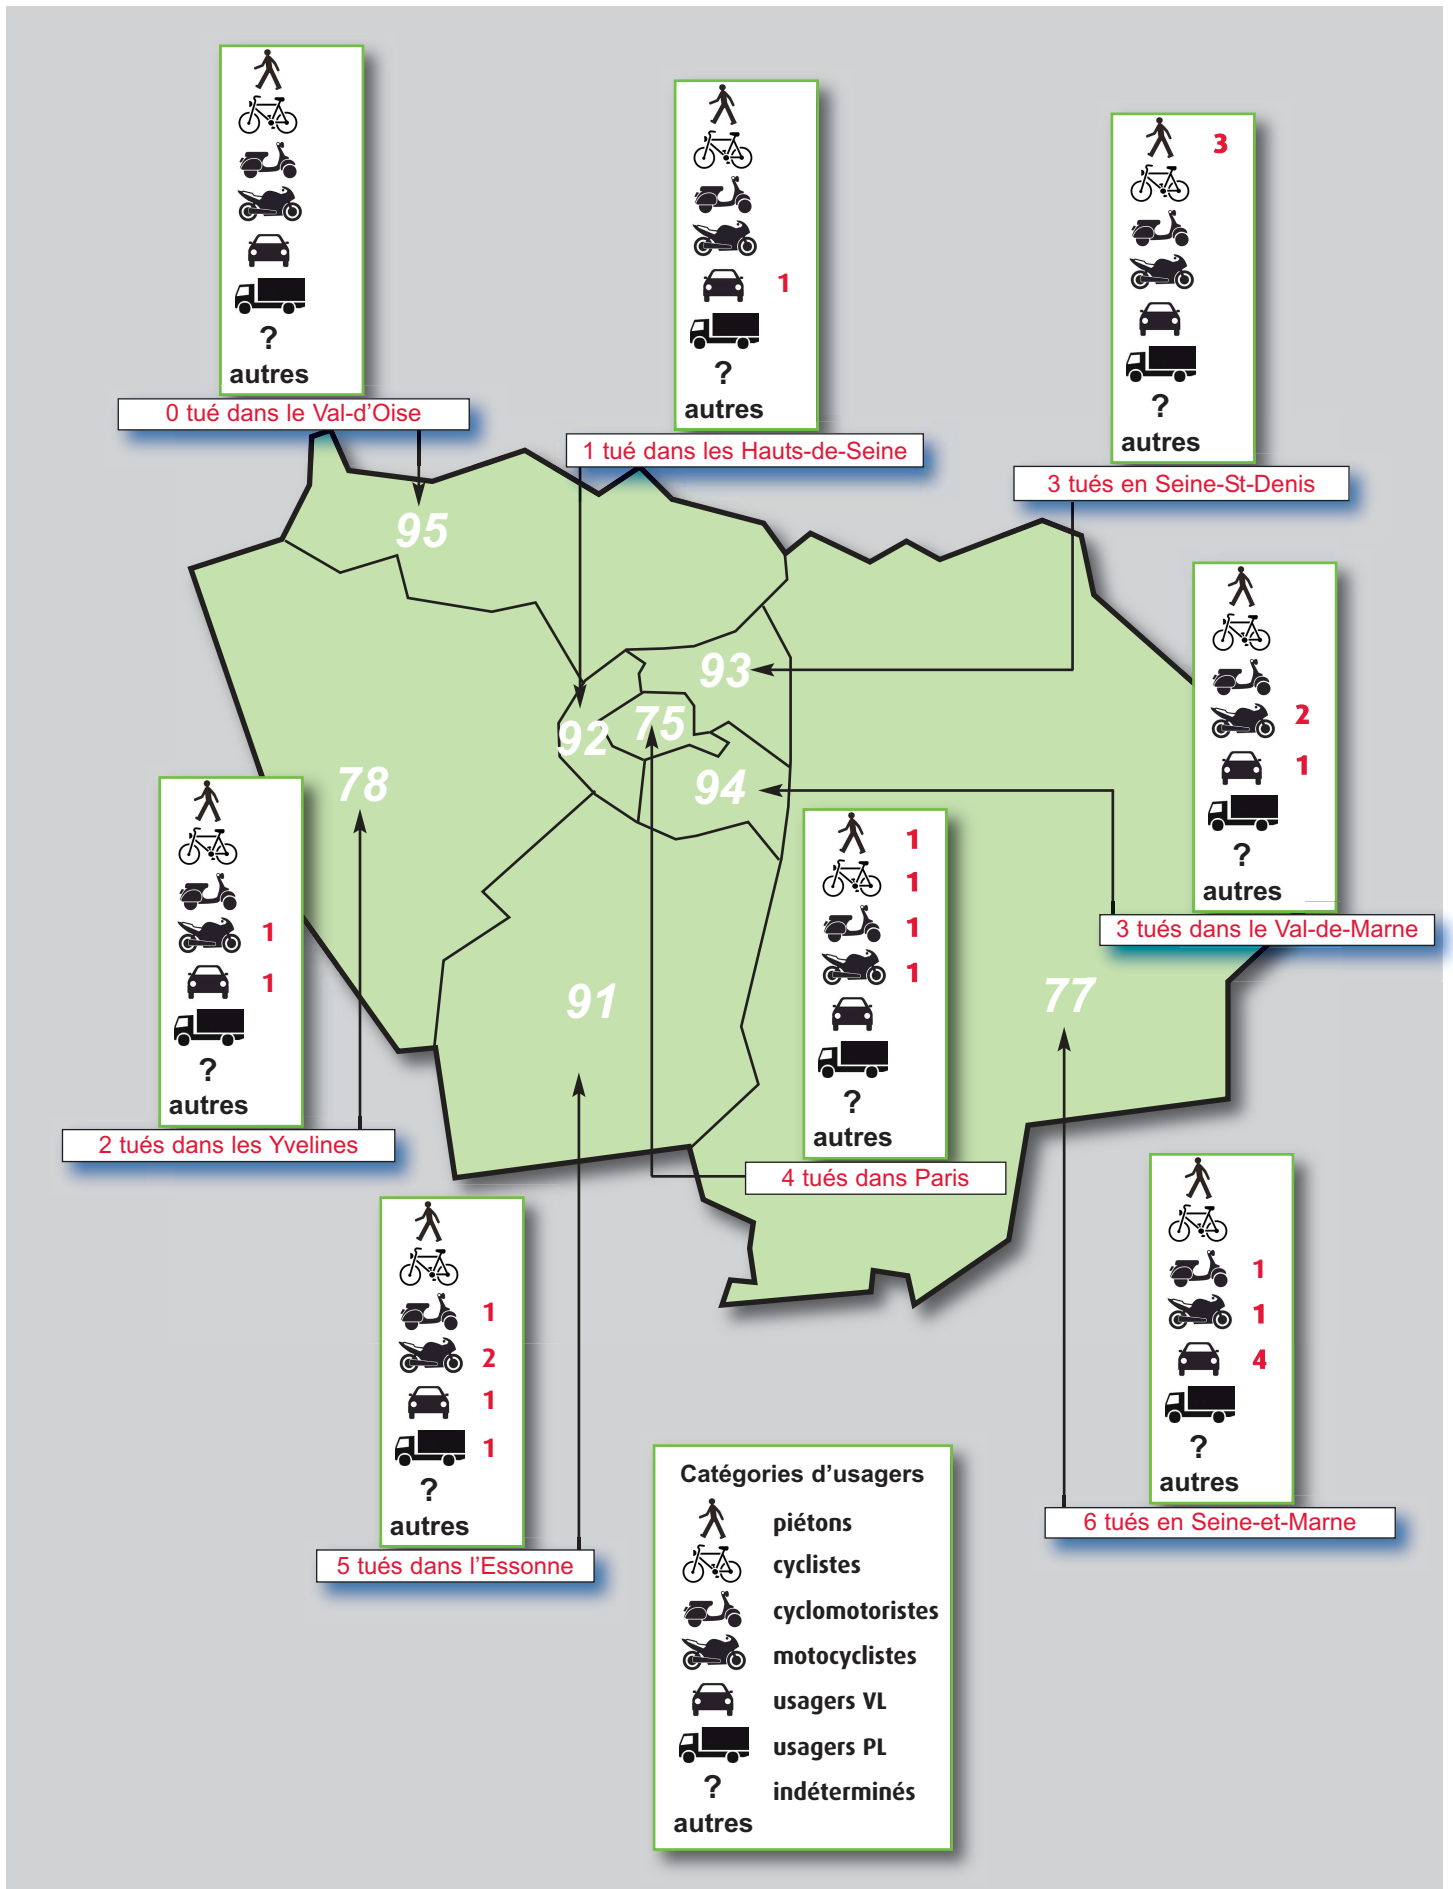 ?
autres
0 tué dans le Val-d'Oise
1
?
autres
1 tué dans les Hauts-de-Seine
3
?
autres
3 tués en Seine-St-Denis
2
1
?
autres
3 tués dans le Val-de-Marne
95
93
75
92
78
94
91
77
1
1
?
autres
2 tués dans les Yvelines
1
1
1
1
?
autres
4 tués dans Paris
1
2
1
1
?
autres
5 tués dans l'Essonne
1
1
4
?
autres
6 tués en Seine-et-Marne
Catégories d'usagers
piétons
cyclistes
cyclomotoristes
motocyclistes
usagers VL
usagers PL
? indéterminés
autres